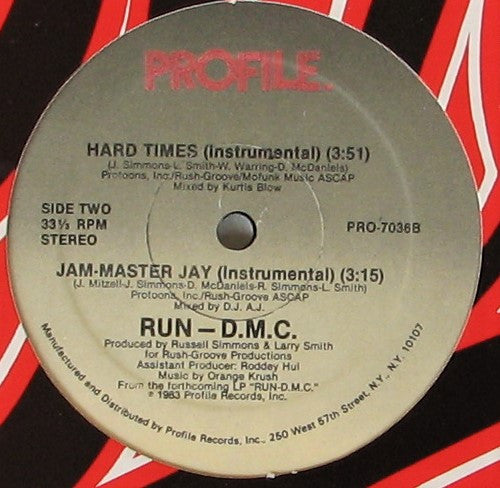 PROFILE.
HARD TIMES (Instrumental) (3:51)
(J. Simmons-L. Smith-W. Warring-D. McDaniels)
Protoons, Inc./Rush-Groove/Mofunk Music ASCAP
Mixed by Kurtis Blow
SIDE TWO
33⅓ RPM
STEREO
PRO-7036B
JAM-MASTER JAY (Instrumental) (3:15)
(J. Mitzell-J. Simmons-D. McDaniels-R. Simmons-L. Smith)
Protoons, Inc./Rush-Groove ASCAP
Mixed by D.J. A.J.
RUN – D.M.C.
Produced by Russell Simmons & Larry Smith
for Rush-Groove Productions
Assistant Producer: Roddey Hui
Music by Orange Krush
From the forthcoming LP "RUN-D.M.C."
℗ 1983 Profile Records, Inc.
Manufactured and Distributed by Profile Records, Inc., 250 West 57th Street, N.Y., N.Y. 10107